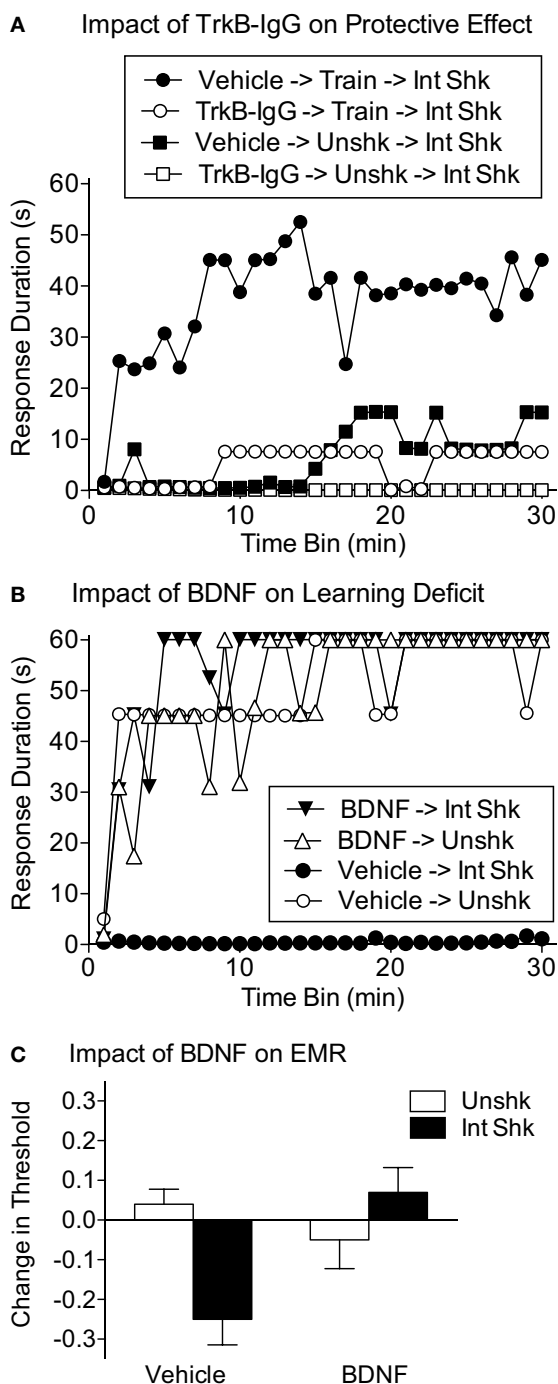 A Impact of TrkB-IgG on Protective Effect
Vehicle -> Train -> Int Shk
TrkB-IgG -> Train -> Int Shk
Vehicle -> Unshk -> Int Shk
TrkB-IgG -> Unshk -> Int Shk
Response Duration (s)
60
50
40
30
20
10
0
0 10 20 30
Time Bin (min)
B Impact of BDNF on Learning Deficit
Response Duration (s)
60
50
40
30
20
10
0
BDNF -> Int Shk
BDNF -> Unshk
Vehicle -> Int Shk
Vehicle -> Unshk
0 10 20 30
Time Bin (min)
C Impact of BDNF on EMR
Change in Threshold
0.3
0.2
0.1
0.0
-0.1
-0.2
-0.3
Unshk
Int Shk
Vehicle BDNF